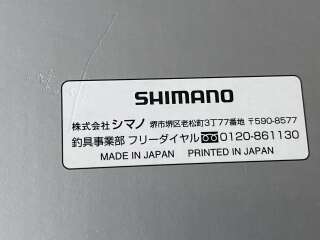 SHIMANO
株式会社 シマノ 堺市堺区老松町3丁77番地 〒590-8577
釣具事業部 フリーダイヤル 0120-861130
MADE IN JAPAN PRINTED IN JAPAN